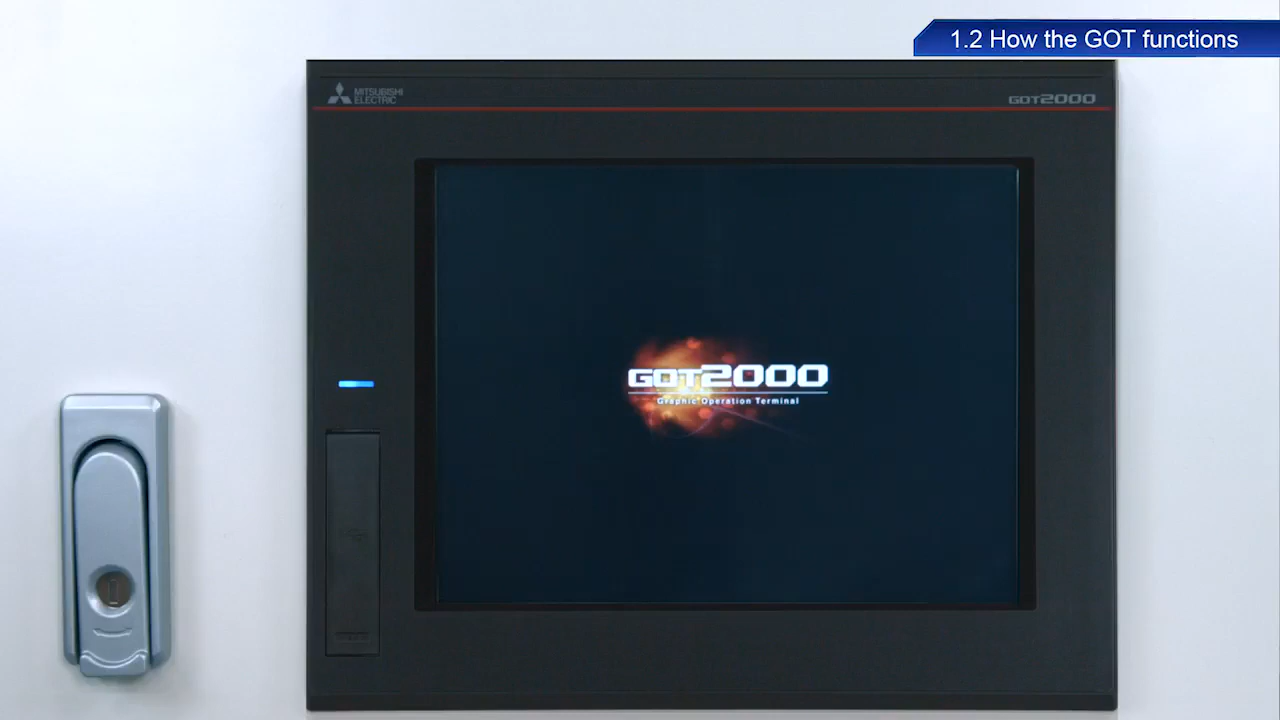 1.2 How the GOT functions
MITSUBISHI
ELECTRIC
GOT2000
GOT2000
Graphic Operation Terminal